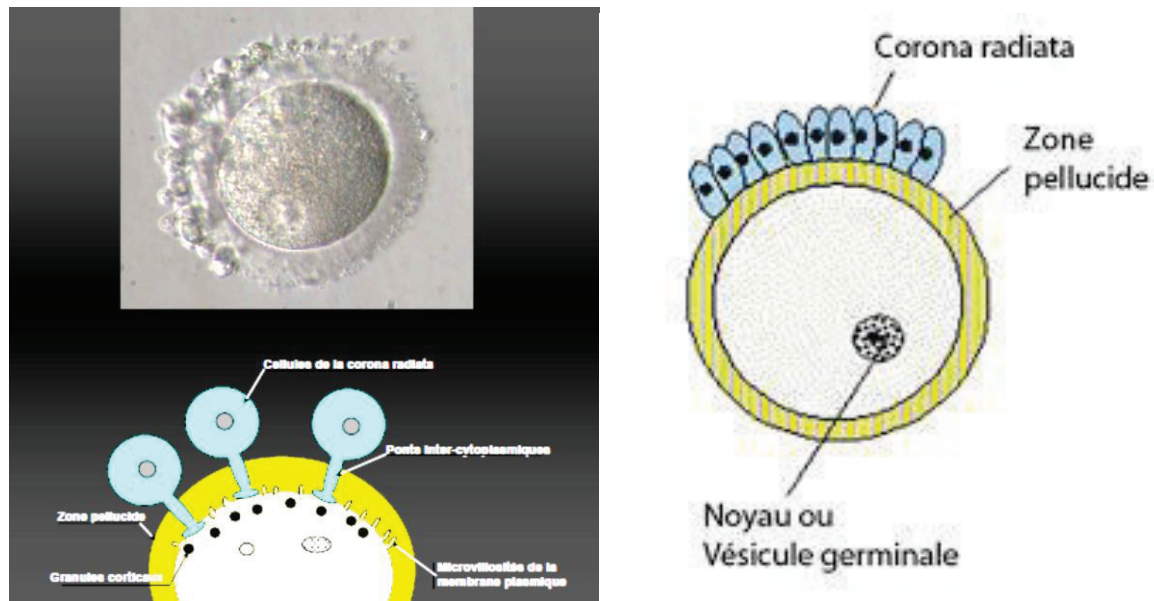 Cellules de la corona radiata
Ponts inter-cytoplasmiques
Zone pellucide
Granules corticaux
Microvillosités de la
membrane plasmique
Corona radiata
Zone
pellucide
Noyau ou
Vésicule germinale